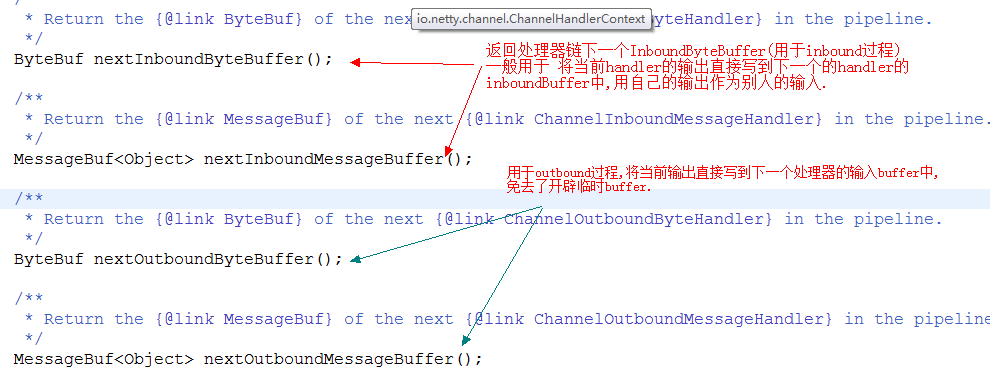 * Return the {@link ByteBuf} of the next io.netty.channel.ChannelHandlerContext yteHandler} in the pipeline.
*/
ByteBuf nextInboundByteBuffer();
返回处理器链下一个InboundByteBuffer(用于inbound过程)
一般用于 将当前handler的输出直接写到下一个的handler的
inboundBuffer中,用自己的输出作为别人的输入.
/**
* Return the {@link MessageBuf} of the next {@link ChannelInboundMessageHandler} in the pipeline.
*/
MessageBuf<Object> nextInboundMessageBuffer();
用于outbound过程,将当前输出直接写到下一个处理器的输入buffer中,
免去了开辟临时buffer.
/**
* Return the {@link ByteBuf} of the next {@link ChannelOutboundByteHandler} in the pipeline.
*/
ByteBuf nextOutboundByteBuffer();
/**
* Return the {@link MessageBuf} of the next {@link ChannelOutboundMessageHandler} in the pipeline
*/
MessageBuf<Object> nextOutboundMessageBuffer();